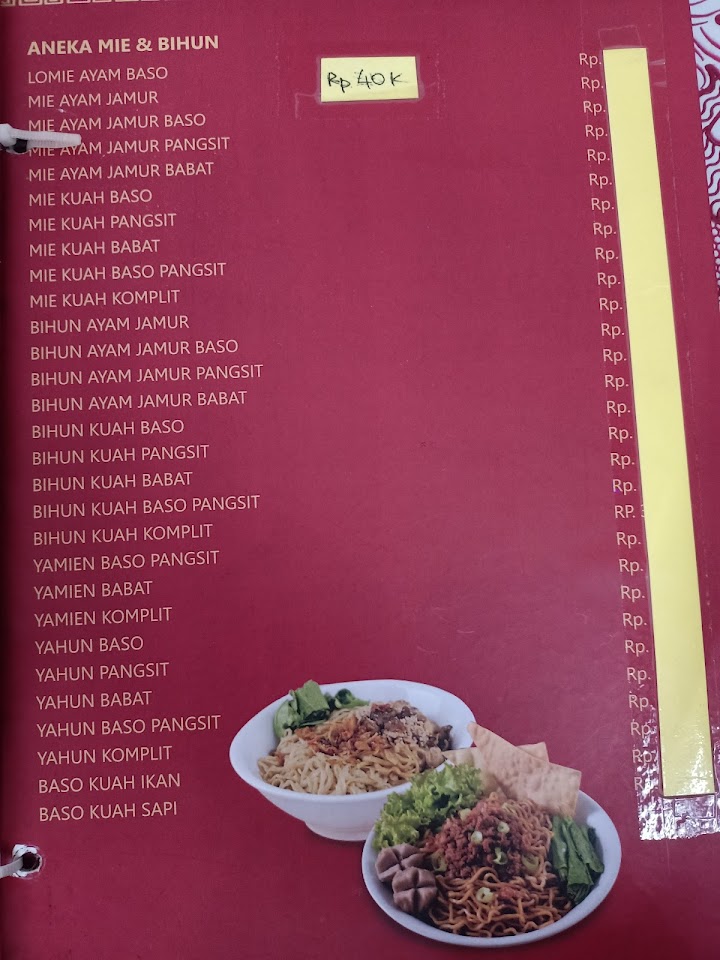 ANEKA MIE & BIHUN
LOMIE AYAM BASO Rp. 40K Rp.
MIE AYAM JAMUR Rp.
MIE AYAM JAMUR BASO Rp.
MIE AYAM JAMUR PANGSIT Rp.
MIE AYAM JAMUR BABAT Rp.
MIE KUAH BASO Rp.
MIE KUAH PANGSIT Rp.
MIE KUAH BABAT Rp.
MIE KUAH BASO PANGSIT Rp.
MIE KUAH KOMPLIT Rp.
BIHUN AYAM JAMUR Rp.
BIHUN AYAM JAMUR BASO Rp.
BIHUN AYAM JAMUR PANGSIT Rp.
BIHUN AYAM JAMUR BABAT Rp.
BIHUN KUAH BASO Rp.
BIHUN KUAH PANGSIT Rp.
BIHUN KUAH BABAT Rp.
BIHUN KUAH BASO PANGSIT Rp.
BIHUN KUAH KOMPLIT RP.
YAMIEN BASO PANGSIT Rp.
YAMIEN BABAT Rp.
YAMIEN KOMPLIT Rp.
YAHUN BASO Rp.
YAHUN PANGSIT Rp.
YAHUN BABAT Rp.
YAHUN BASO PANGSIT Rp.
YAHUN KOMPLIT Rp.
BASO KUAH IKAN Rp.
BASO KUAH SAPI